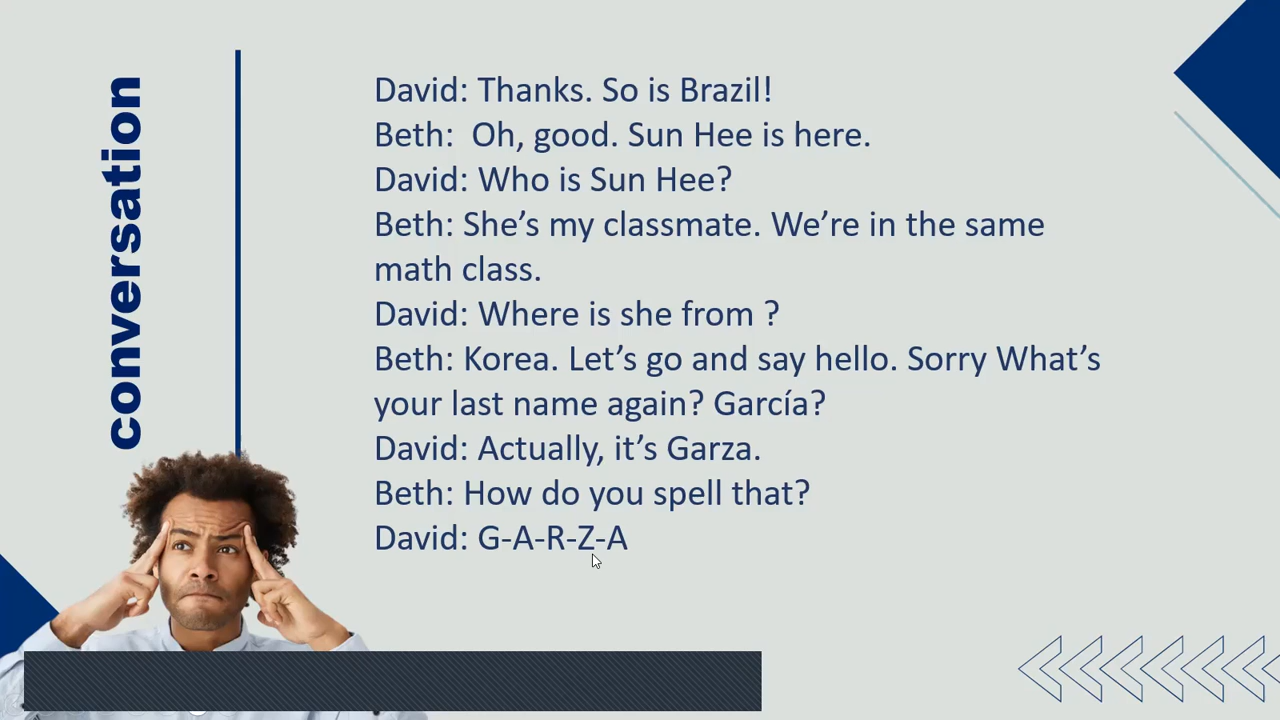 conversation
David: Thanks. So is Brazil!
Beth:  Oh, good. Sun Hee is here.
David: Who is Sun Hee?
Beth: She’s my classmate. We’re in the same
math class.
David: Where is she from ?
Beth: Korea. Let’s go and say hello. Sorry What’s
your last name again? García?
David: Actually, it’s Garza.
Beth: How do you spell that?
David: G-A-R-Z-A